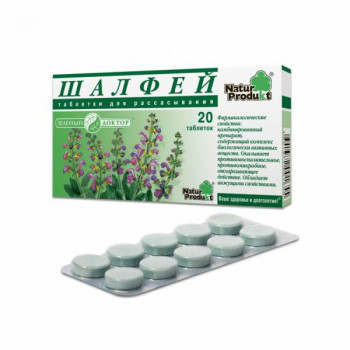 ШАЛФЕЙ
таблетки для рассасывания
ЗЕЛЕНЫЙ ДОКТОР
20
таблеток
Natur
Produkt
Фармакологические
свойства:
комбинированный
препарат,
содержащий комплекс
биологически активных
веществ. Оказывает
противовоспалительное,
противомикробное,
отхаркивающее
действие. Обладает
вяжущими свойствами.
Ваше здоровье и долголетие!
Natur
Produkt